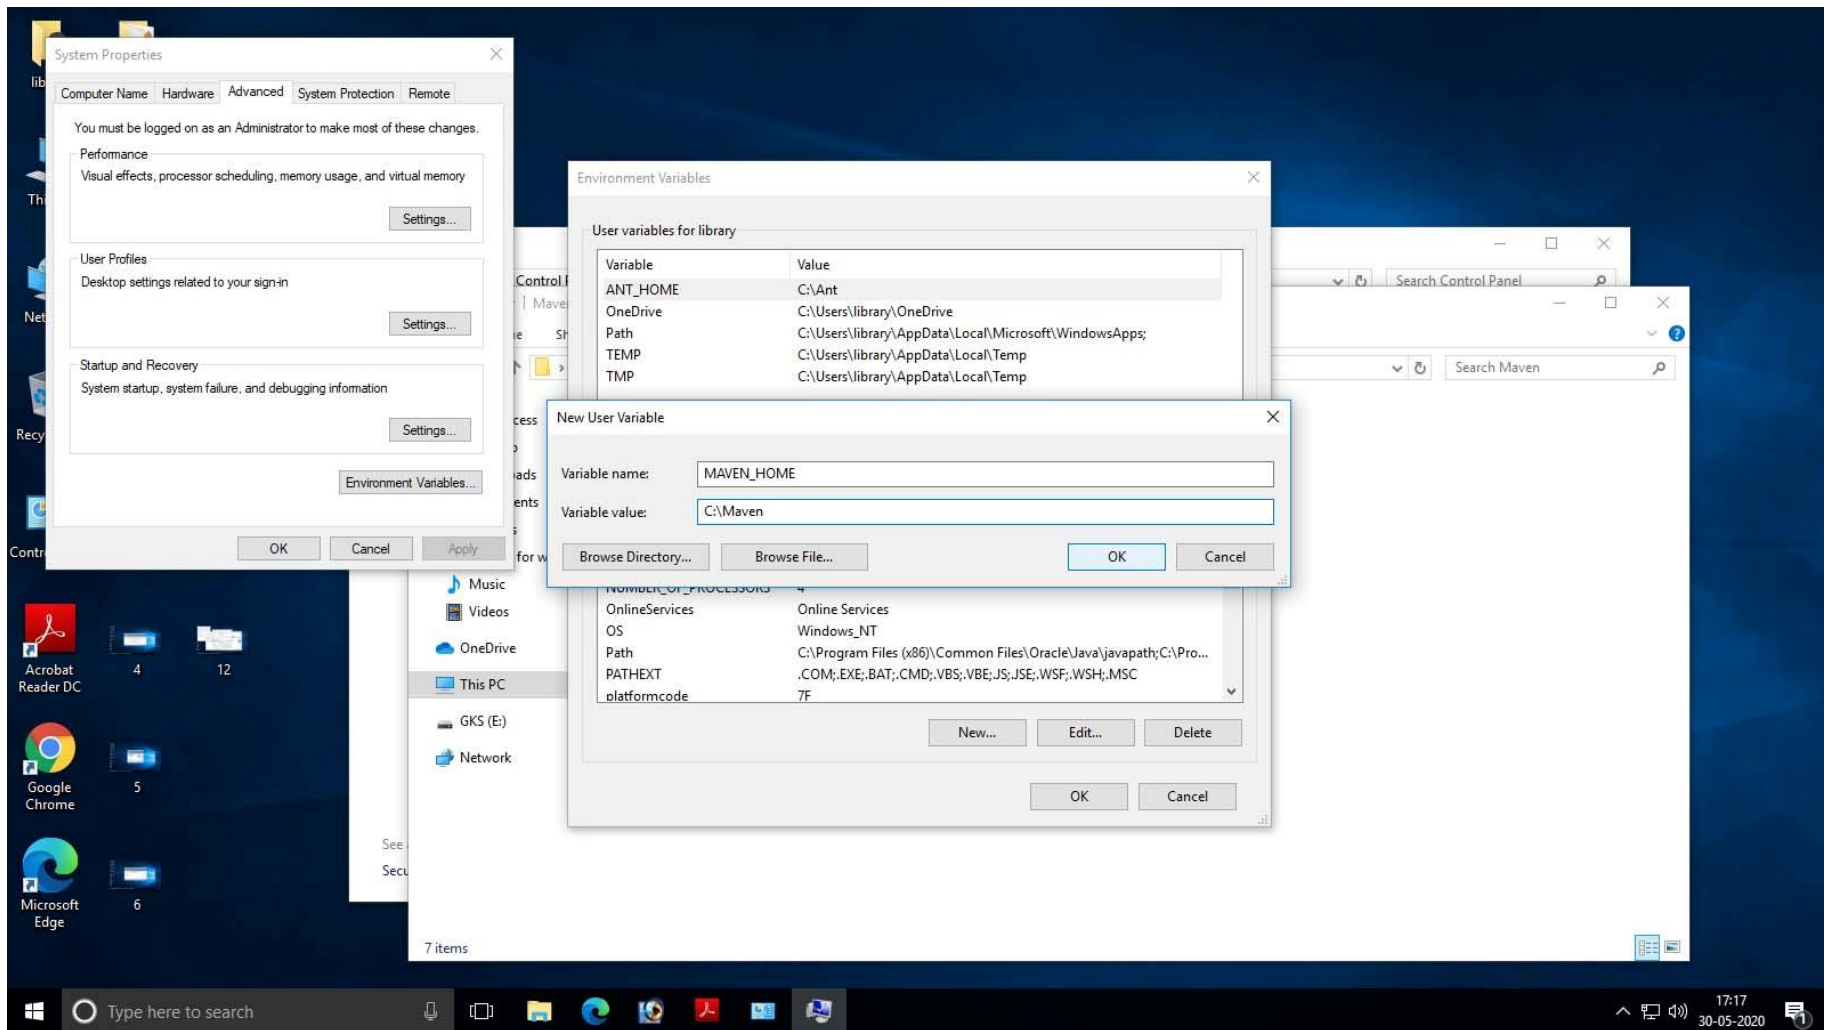 System Properties
Computer Name
Hardware
Advanced
System Protection
Remote
You must be logged on as an Administrator to make most of these changes.
Performance
Visual effects, processor scheduling, memory usage, and virtual memory
Settings...
User Profiles
Desktop settings related to your sign-in
Settings...
Startup and Recovery
System startup, system failure, and debugging information
Settings...
Environment Variables...
OK
Cancel
Apply
Environment Variables
User variables for library
Variable Value
ANT_HOME C:\Ant
OneDrive C:\Users\library\OneDrive
Path C:\Users\library\AppData\Local\Microsoft\WindowsApps;
TEMP C:\Users\library\AppData\Local\Temp
TMP C:\Users\library\AppData\Local\Temp
New User Variable
Variable name: MAVEN_HOME
Variable value: C:\Maven
Browse Directory...
Browse File...
OK
Cancel
NUMBER_OF_PROCESSORS 4
OnlineServices Online Services
OS Windows_NT
Path C:\Program Files (x86)\Common Files\Oracle\Java\javapath;C:\Pro...
PATHEXT .COM;.EXE;.BAT;.CMD;.VBS;.VBE;.JS;.JSE;.WSF;.WSH;.MSC
platformcode 7F
New...
Edit...
Delete
OK
Cancel
Control
Search Control Panel
Search Maven
for
Music
Videos
OneDrive
This PC
GKS (E:)
Network
See
7 items
Acrobat
Reader DC
4
12
Google
Chrome
5
Microsoft
Edge
6
Type here to search
17:17
30-05-2020
1